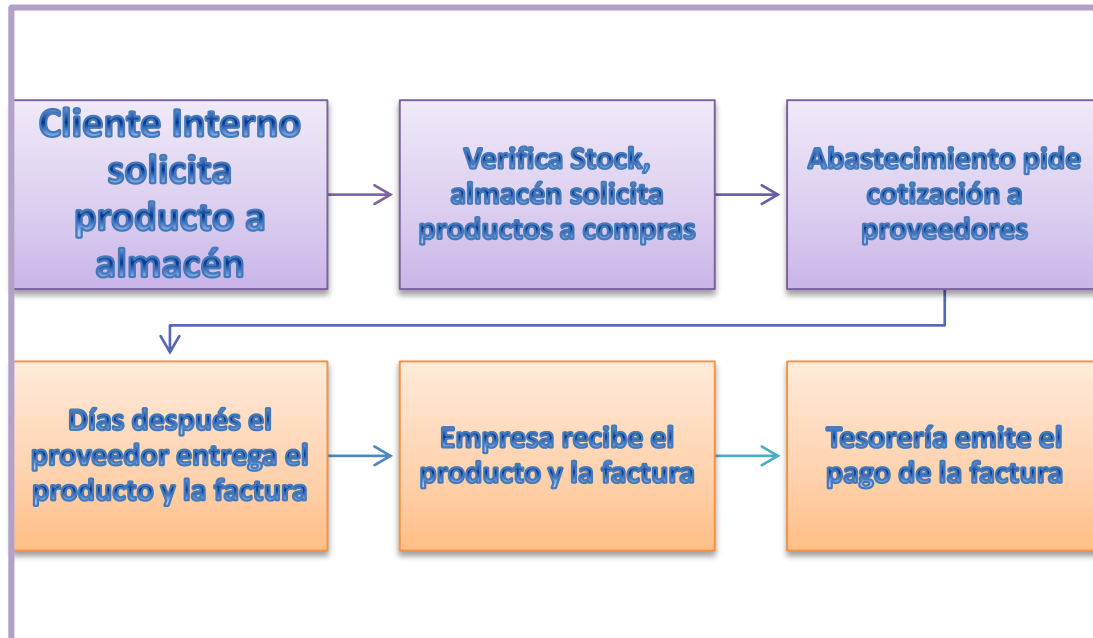 Cliente Interno
solicita
producto a
almacén
Verifica Stock,
almacén solicita
productos a compras
Abastecimiento pide
cotización a
proveedores
Días después el
proveedor entrega el
producto y la factura
Empresa recibe el
producto y la factura
Tesorería emite el
pago de la factura